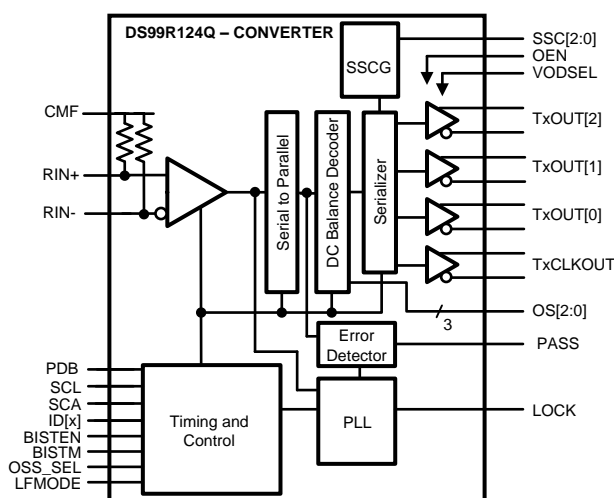 DS99R124Q – CONVERTER
SSCG
SSC[2:0]
OEN
VODSEL
CMF
RIN+
RIN-
Serial to Parallel
DC Balance Decoder
Serializer
TxOUT[2]
TxOUT[1]
TxOUT[0]
TxCLKOUT
OS[2:0]
3
Error
Detector
PASS
PDB
SCL
SCA
ID[x]
BISTEN
BISTM
OSS_SEL
LFMODE
Timing and
Control
PLL
LOCK